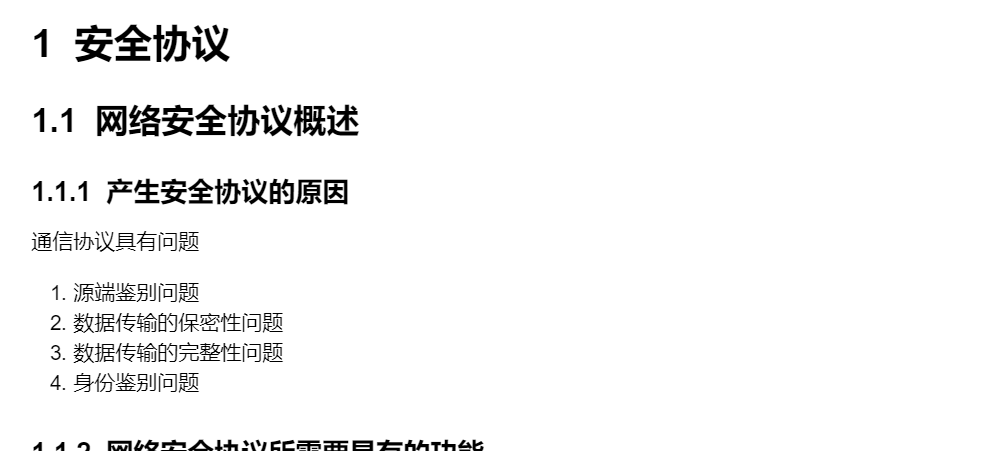 1 安全协议
1.1 网络安全协议概述
1.1.1 产生安全协议的原因
通信协议具有问题
1. 源端鉴别问题
2. 数据传输的保密性问题
3. 数据传输的完整性问题
4. 身份鉴别问题
1.1.2 网络安全协议所需要具有的功能